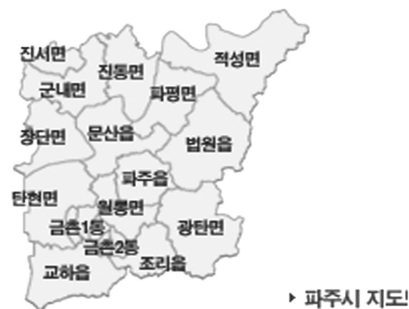 진서면
적성면
진동면
군내면
파평면
장단면
문산읍
법원읍
파주읍
탄현면
월롱면
금촌1동
광탄면
금촌2동
조리읍
교하읍
▸ 파주시 지도!